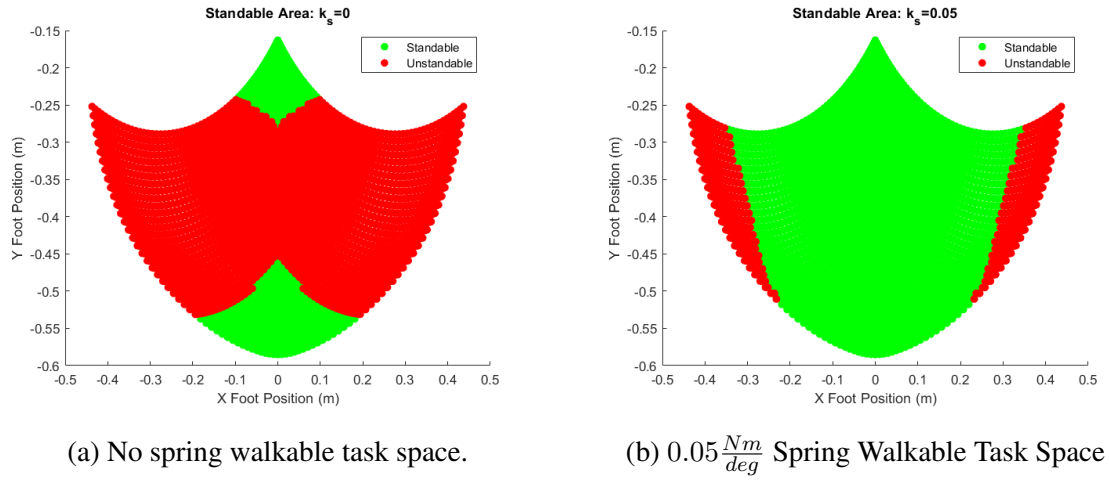 Standable Area: k_s=0
Standable
Unstandable
-0.15
-0.2
-0.25
-0.3
-0.35
-0.4
-0.45
-0.5
-0.55
-0.6
Y Foot Position (m)
-0.5 -0.4 -0.3 -0.2 -0.1 0 0.1 0.2 0.3 0.4 0.5
X Foot Position (m)
(a) No spring walkable task space.
Standable Area: k_s=0.05
Standable
Unstandable
-0.15
-0.2
-0.25
-0.3
-0.35
-0.4
-0.45
-0.5
-0.55
-0.6
Y Foot Position (m)
-0.5 -0.4 -0.3 -0.2 -0.1 0 0.1 0.2 0.3 0.4 0.5
X Foot Position (m)
(b) 0.05 Nm/deg Spring Walkable Task Space